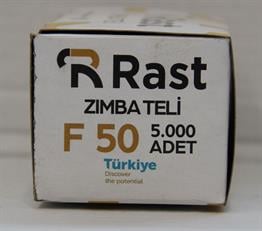 Rast
ZIMBA TELİ
F 50 5.000 ADET
Türkiye
Discover
the potential